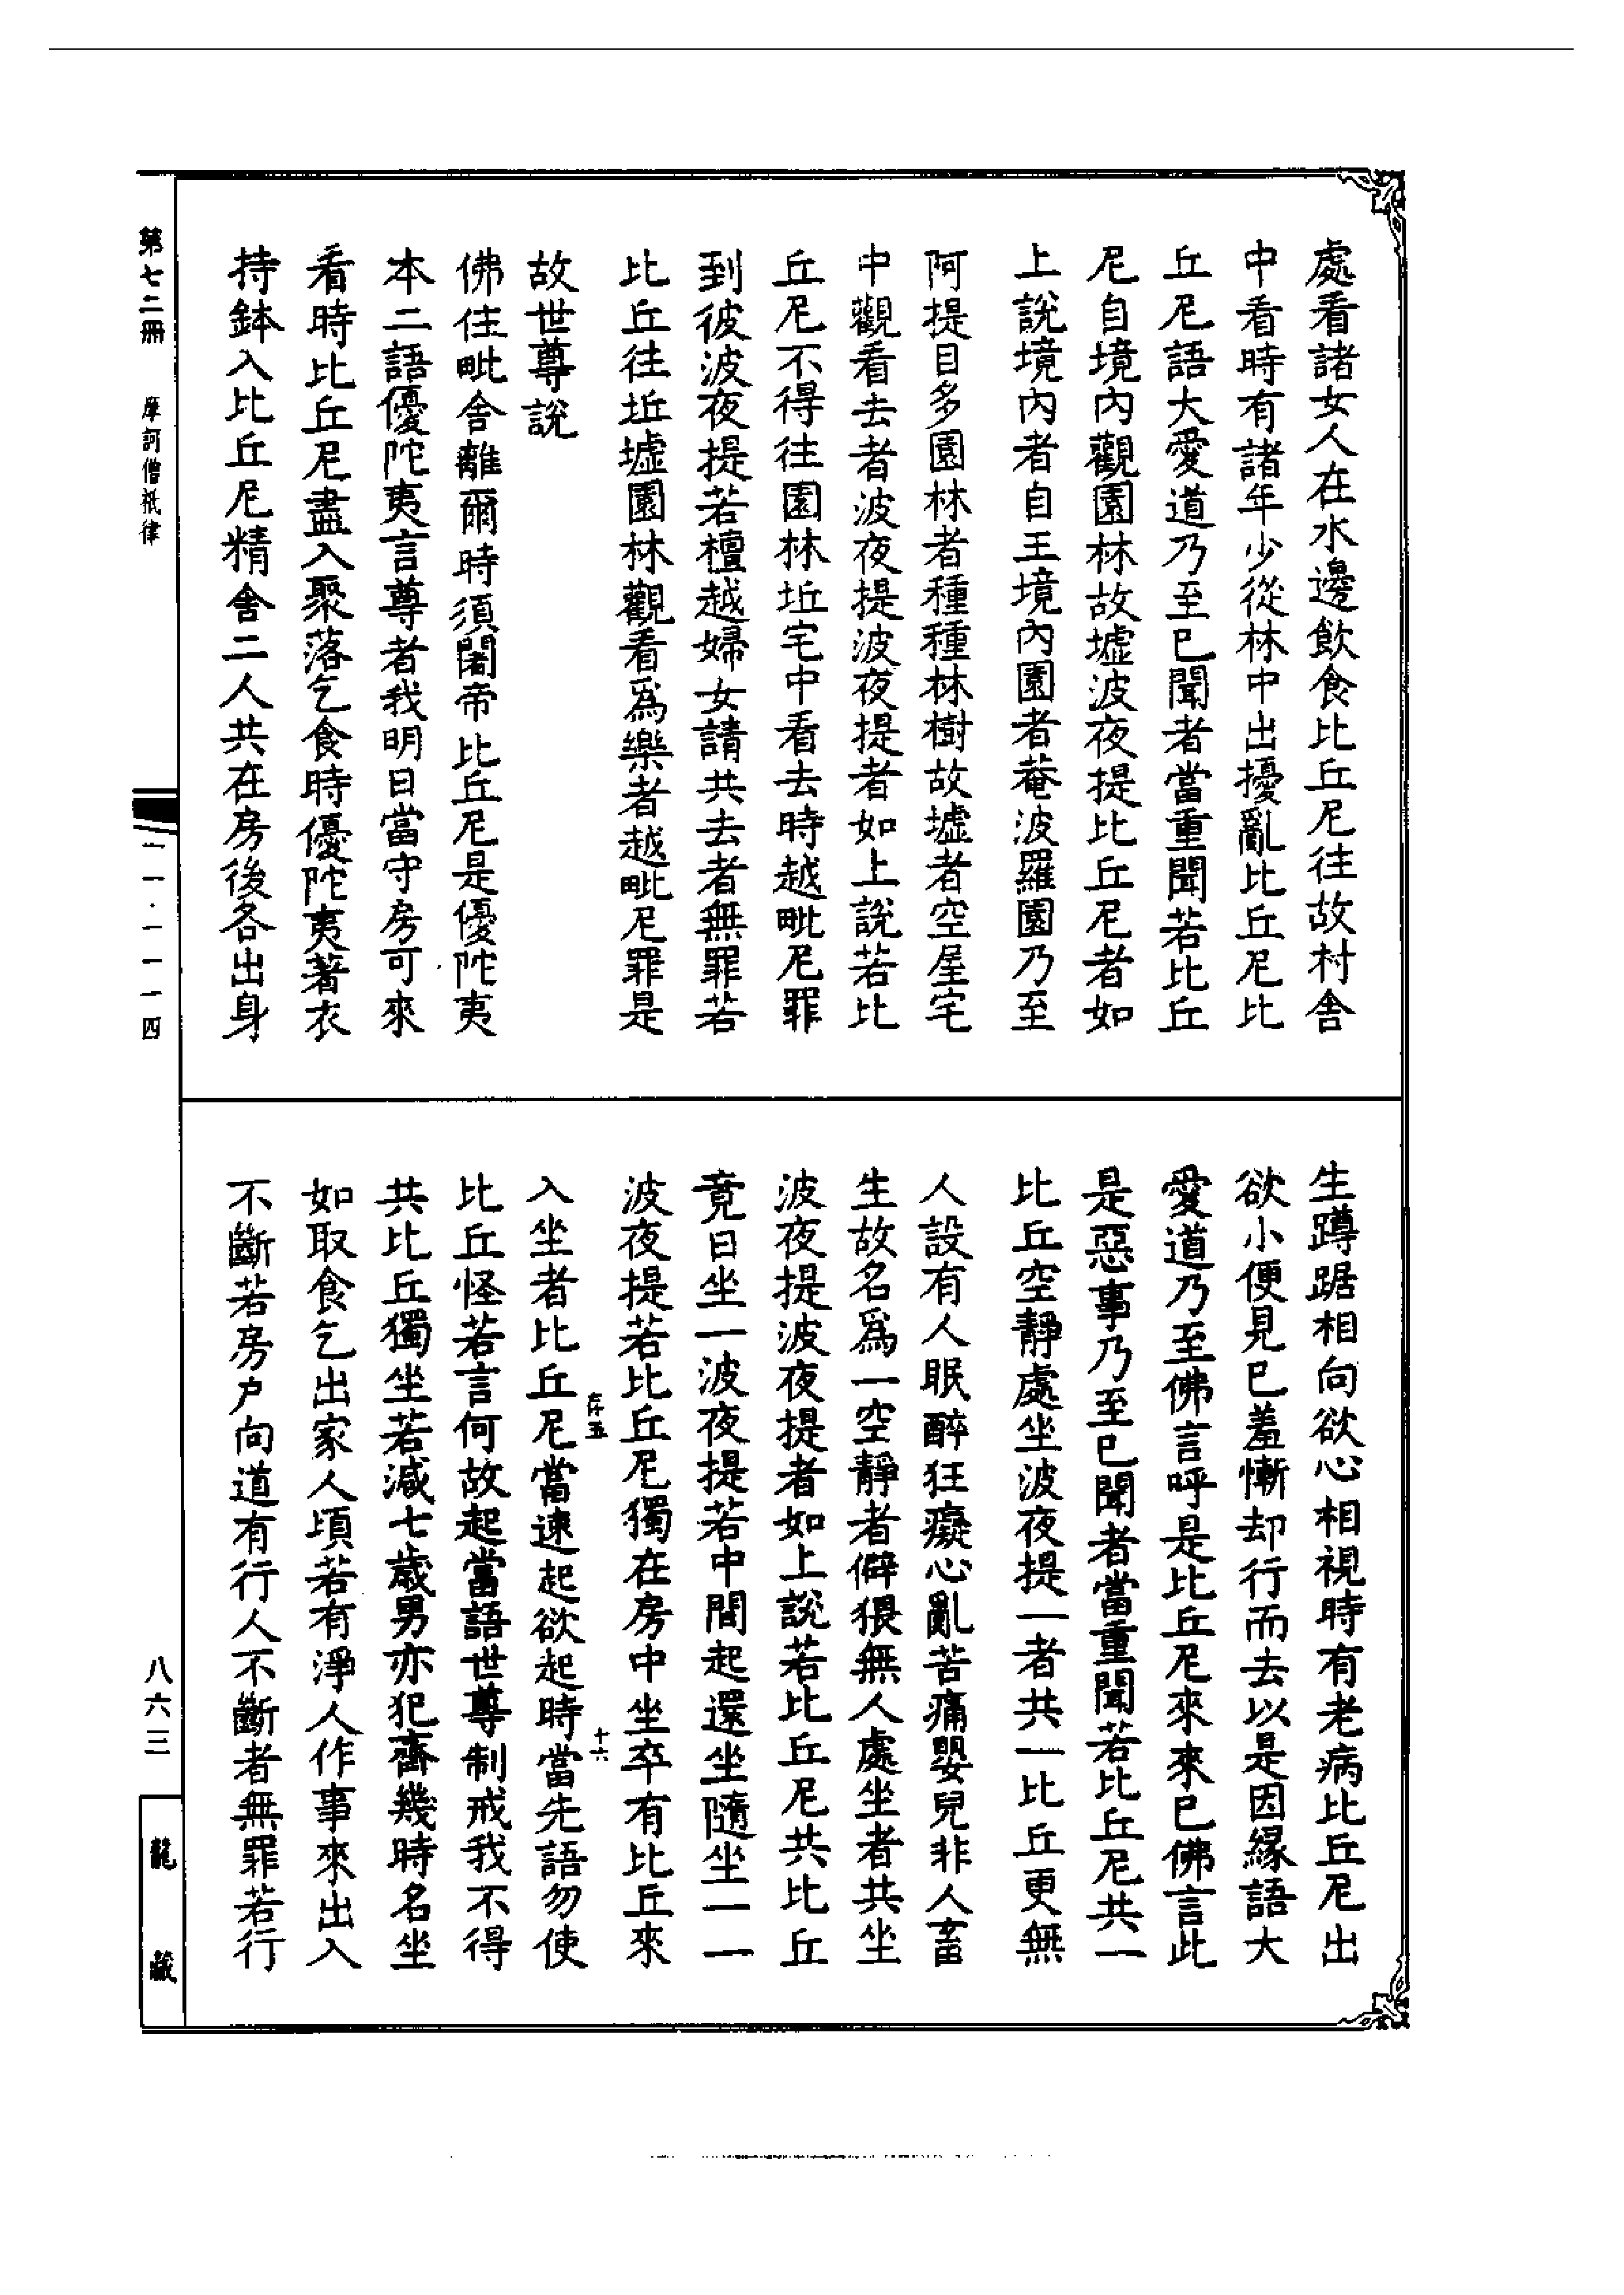 處看諸女人在水邊飲食比丘尼往故村舍
中看時有諸年少從林中出擾亂比丘尼比
丘尼語大愛道乃至已聞者當重聞若比丘
尼自境內觀園林故墟波夜提比丘尼者如
上說境內者自王境內園者菴波羅園乃至
阿提目多園林者種種林樹故墟者空屋宅
中觀看去者波夜提波夜提者如上說若比
丘尼不得往園林坵宅中看去時越毗尼罪
到彼波夜提若檀越婦女請共去者無罪若
比丘往坵墟園林觀看爲樂者越毗尼罪是
故世尊說
佛住毗舍離爾時須闍帝比丘尼是優陀夷
本二語優陀夷言尊者我明日當守房可來
看時比丘尼盡入聚落乞食時優陀夷著衣
持鉢入比丘尼精舍二人共在房後各出身
生蹲踞相向欲心相視時有老病比丘尼出
欲小便見已羞慚却行而去以是因緣語大
愛道乃至佛言呼是比丘尼來來已佛言此
是惡事乃至已聞者當重聞若比丘尼共一
比丘空靜處坐波夜提一者共一比丘更無
人設有人眠醉狂癡心亂苦痛嬰兒非人畜
生故名爲一空靜者僻猥無人處坐者共坐
波夜提波夜提者如上說若比丘尼共比丘
竟日坐一波夜提若中間起還坐隨坐一一
波夜提若比丘尼獨在房中坐卒有比丘來
入坐者比丘尼當速起欲起時當先語勿使
比丘怪若言何故起當語世尊制戒我不得
共比丘獨坐若減七歲男亦犯齊幾時名坐
如取食乞出家人頃若有淨人作事來出入
不斷若房户向道有行人不斷者無罪若行
十六
第七二冊
摩訶僧祇律
八六三
龍藏